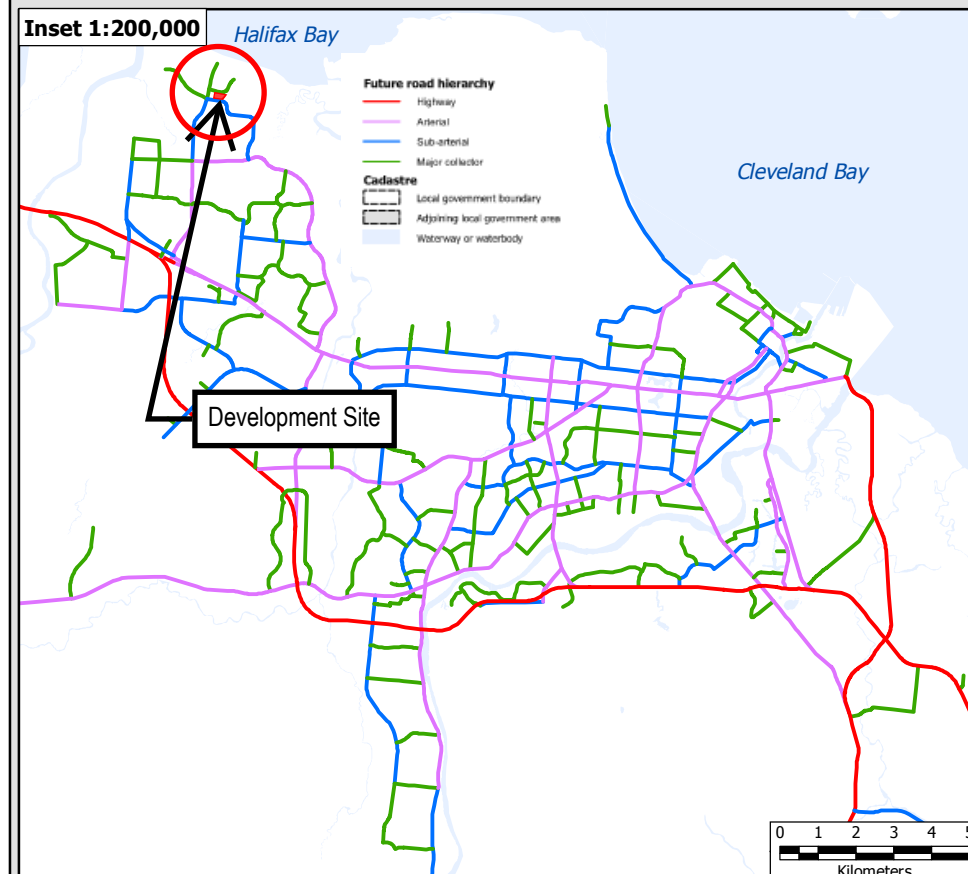 Inset 1:200,000
Halifax Bay
Future road hierarchy
Highway
Arterial
Sub-arterial
Major collector
Cadastre
Local government boundary
Adjoining local government area
Waterway or waterbody
Cleveland Bay
Development Site
0 1 2 3 4 5
Kilometers